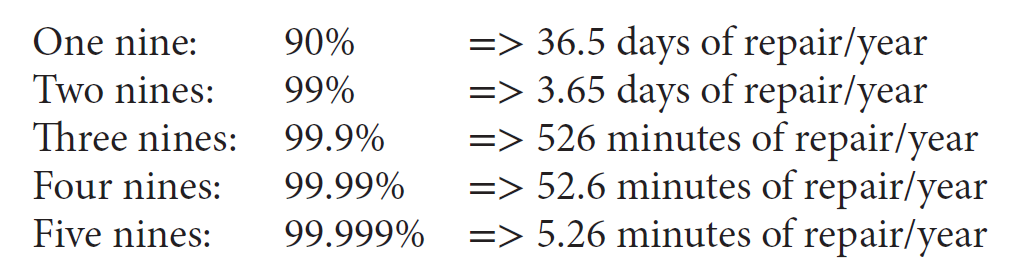 One nine: 90% => 36.5 days of repair/year
Two nines: 99% => 3.65 days of repair/year
Three nines: 99.9% => 526 minutes of repair/year
Four nines: 99.99% => 52.6 minutes of repair/year
Five nines: 99.999% => 5.26 minutes of repair/year